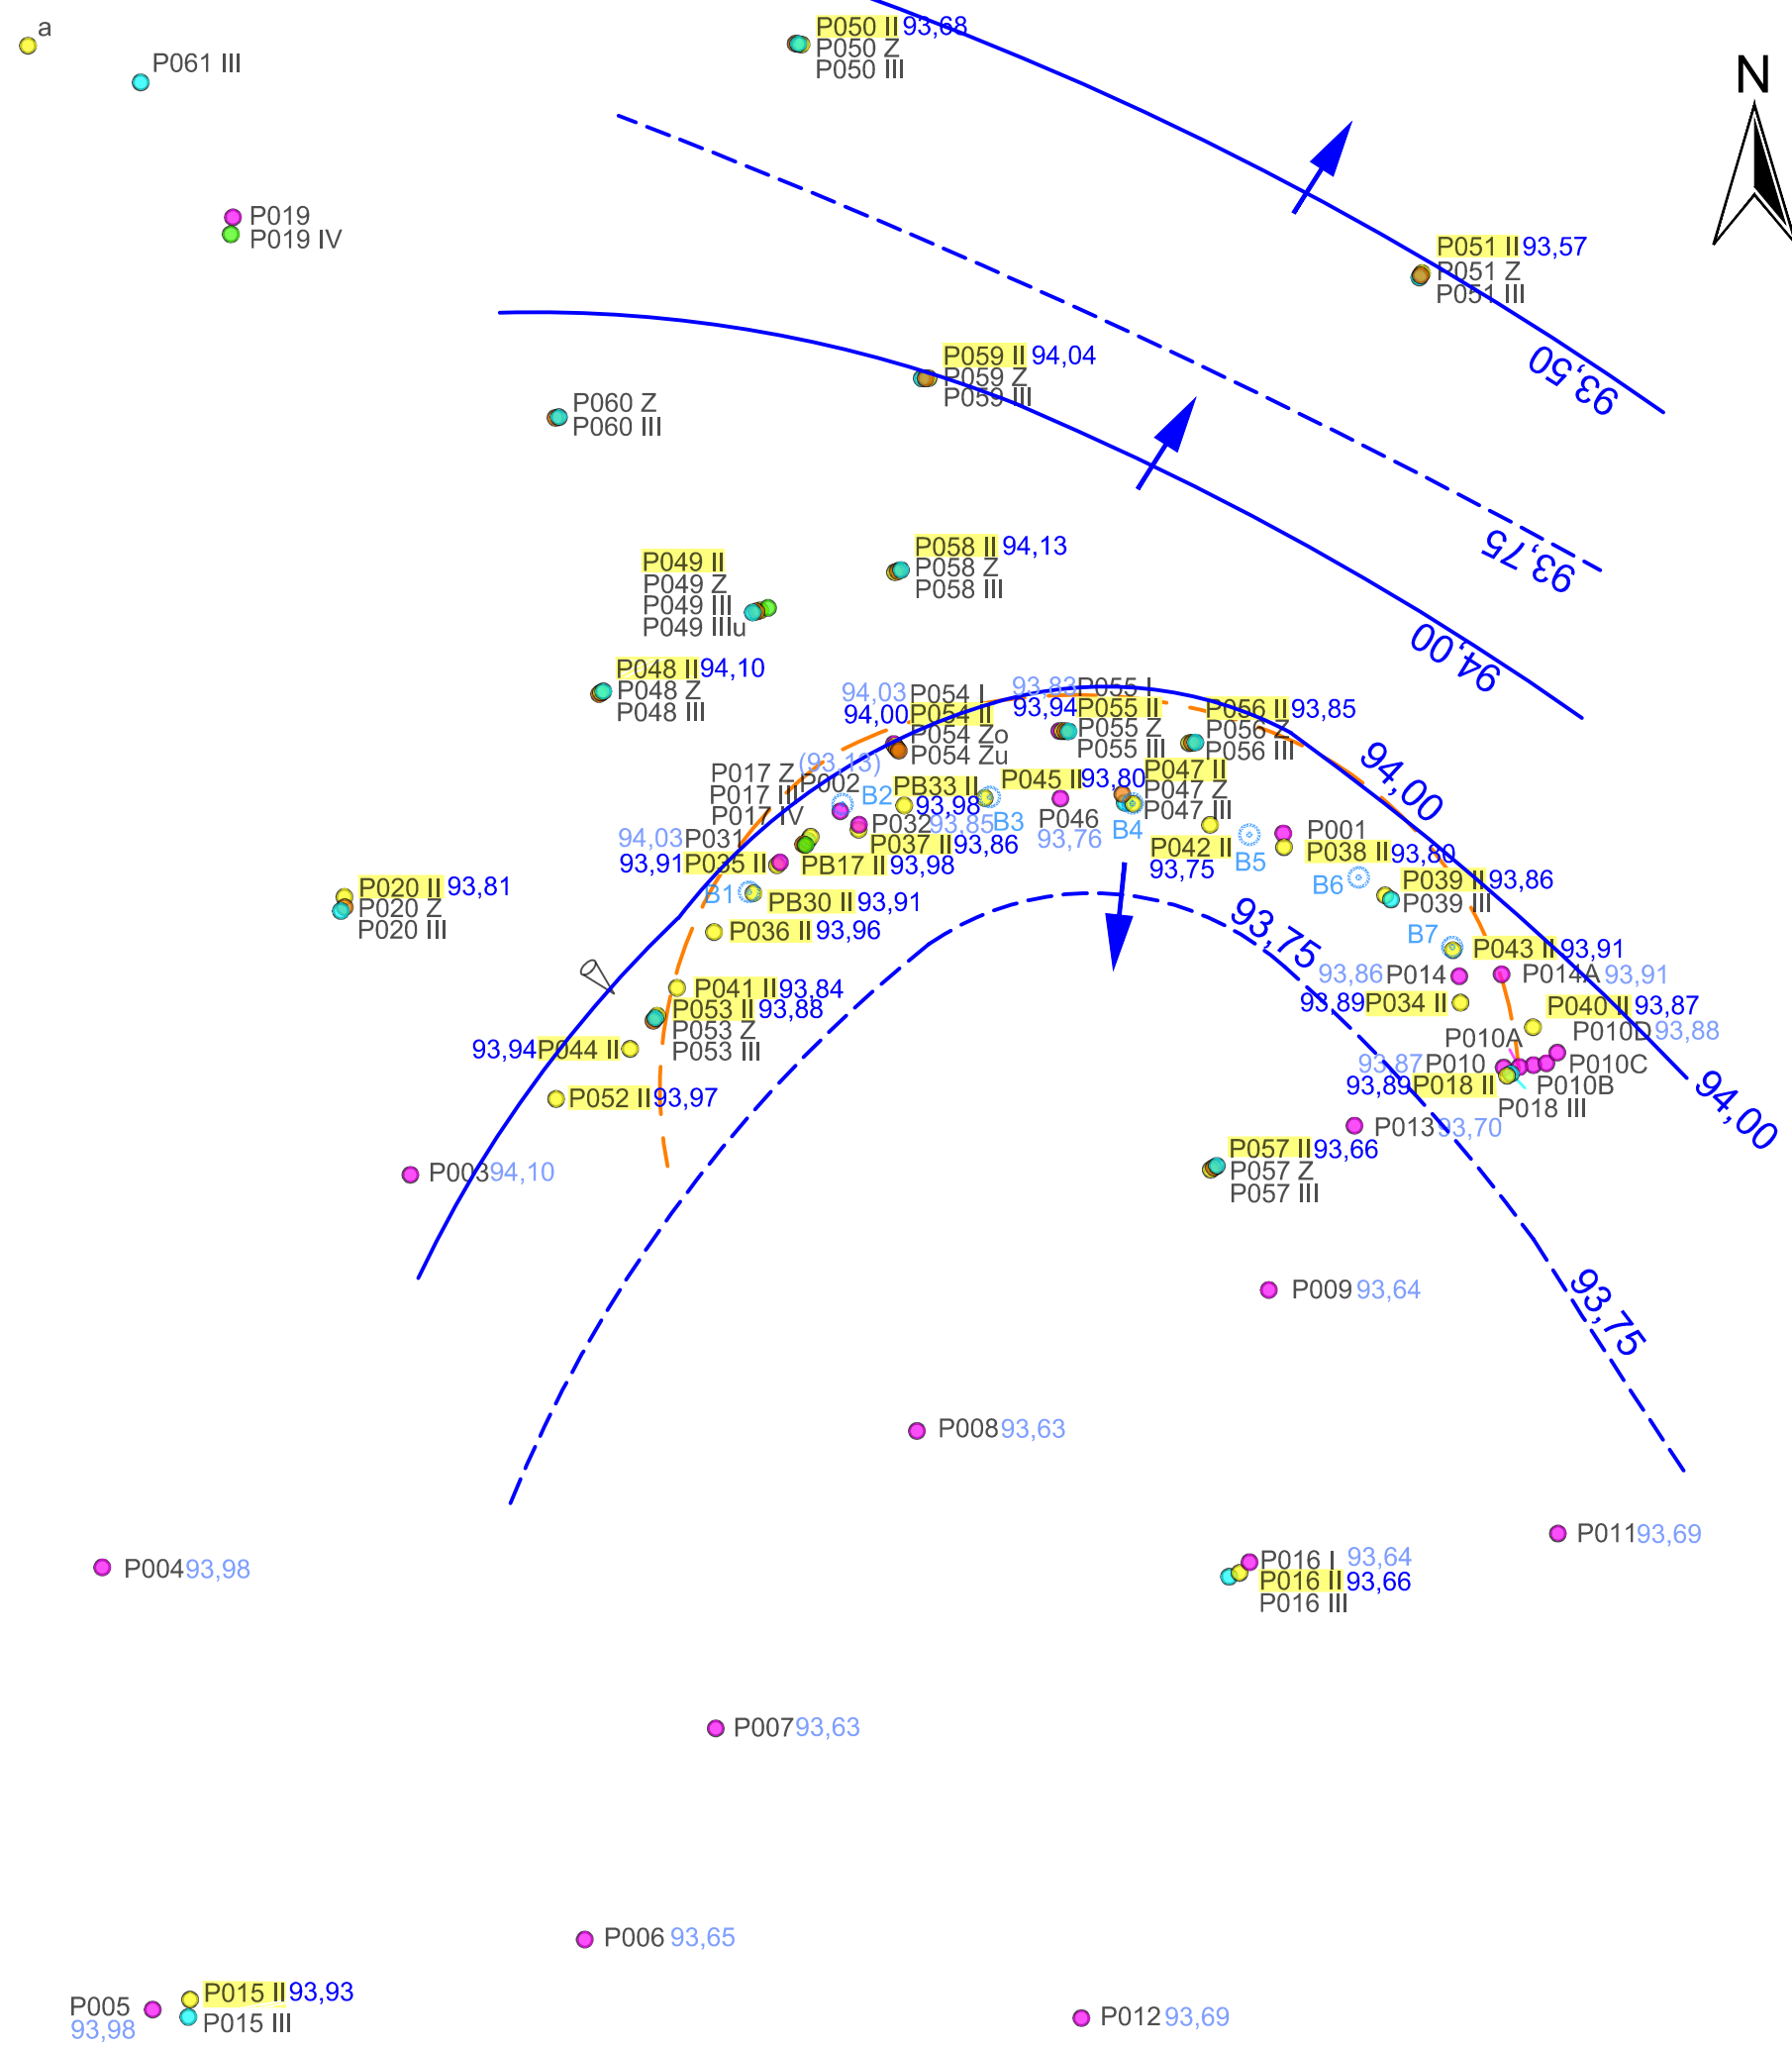 a
P050 II 93,68
P050 Z
P050 III
N
P061 III
P019
P019 IV
P051 II 93,57
P051 Z
P051 III
93,50
P059 II 94,04
P059 Z
P059 III
P060 Z
P060 III
93,75
P058 II 94,13
P058 Z
P058 III
P049 II
P049 Z
P049 III
P049 IIIu
94,00
P048 II 94,10
P048 Z
P048 III
94,03 P054 I
94,00 P054 II
P054 Zo
P054 Zu
93,83 P055 I
93,94 P055 II
P055 Z
P055 III
P056 II 93,85
P056 Z
P056 III
94,00
P017 Z (93,13)
P017 III P002
P017 IV
B2
PB33 II
93,98
B3
P045 II 93,80
P046
93,76
P047 II
P047 Z
P047 III
B4
P032 93,85
P037 II 93,86
94,03 P031
93,91 P035 II
PB17 II 93,98
P042 II
93,75
B5
P001
P038 II 93,80
B6
P039 II 93,86
P039 III
P020 II 93,81
P020 Z
P020 III
B1
PB30 II 93,91
P036 II 93,96
93,75
B7
P043 II 93,91
93,86 P014
P014A 93,91
P041 II 93,84
P053 II 93,88
P053 Z
P053 III
93,89 P034 II
P040 II 93,87
P010A
P010D 93,88
93,94 P044 II
93,87 P010
P010C
93,89 P018 II
P010B
P018 III
94,00
P052 II 93,97
P013 93,70
P057 II 93,66
P057 Z
P057 III
P003 94,10
P009 93,64
93,75
P008 93,63
P011 93,69
P004 93,98
P016 I 93,64
P016 II 93,66
P016 III
P007 93,63
P006 93,65
P005
93,98
P015 II 93,93
P015 III
P012 93,69